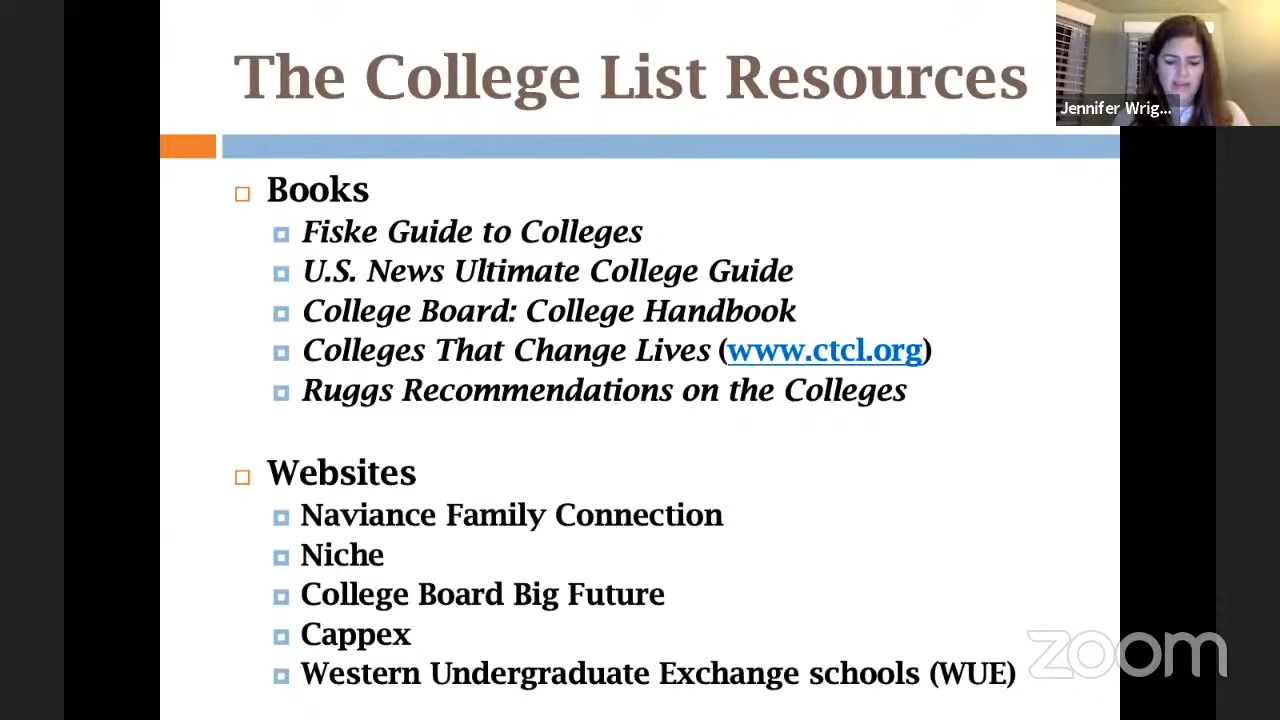 The College List Resources
Jennifer Wrig...
Books
Fiske Guide to Colleges
U.S. News Ultimate College Guide
College Board: College Handbook
Colleges That Change Lives (www.ctcl.org)
Ruggs Recommendations on the Colleges
Websites
Naviance Family Connection
Niche
College Board Big Future
Cappex
Western Undergraduate Exchange schools (WUE)
zoom